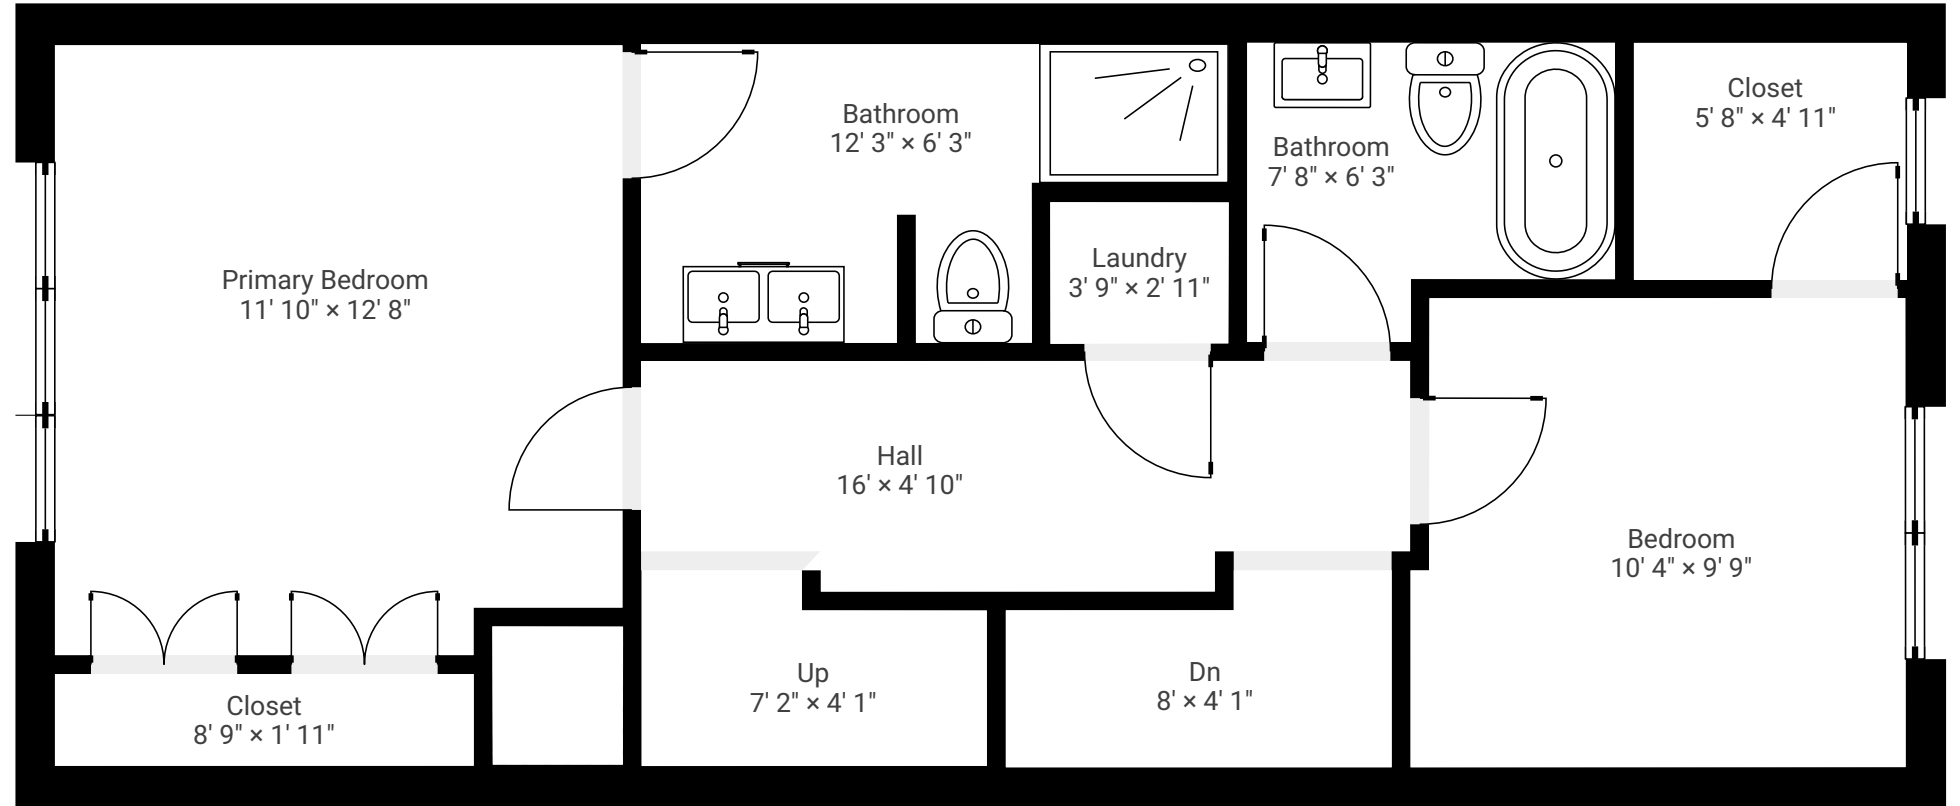 Primary Bedroom
11' 10" × 12' 8"
Bathroom
12' 3" × 6' 3"
Bathroom
7' 8" × 6' 3"
Closet
5' 8" × 4' 11"
Laundry
3' 9" × 2' 11"
Hall
16' × 4' 10"
Bedroom
10' 4" × 9' 9"
Closet
8' 9" × 1' 11"
Up
7' 2" × 4' 1"
Dn
8' × 4' 1"